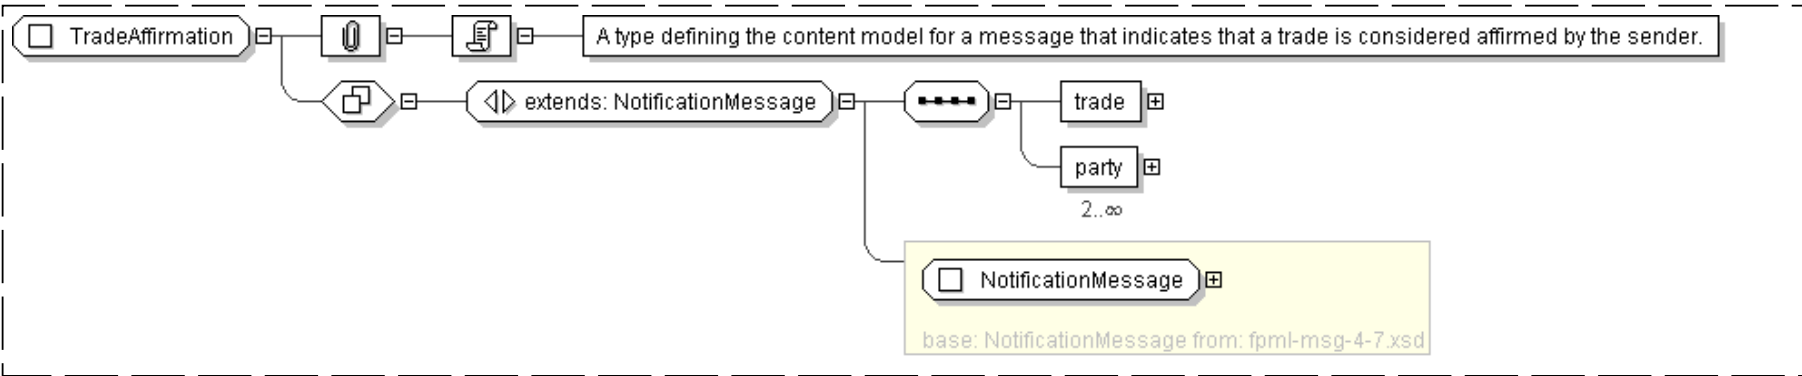 TradeAffirmation
A type defining the content model for a message that indicates that a trade is considered affirmed by the sender.
extends: NotificationMessage
trade
party
2..∞
NotificationMessage
base: NotificationMessage from: fpml-msg-4-7.xsd